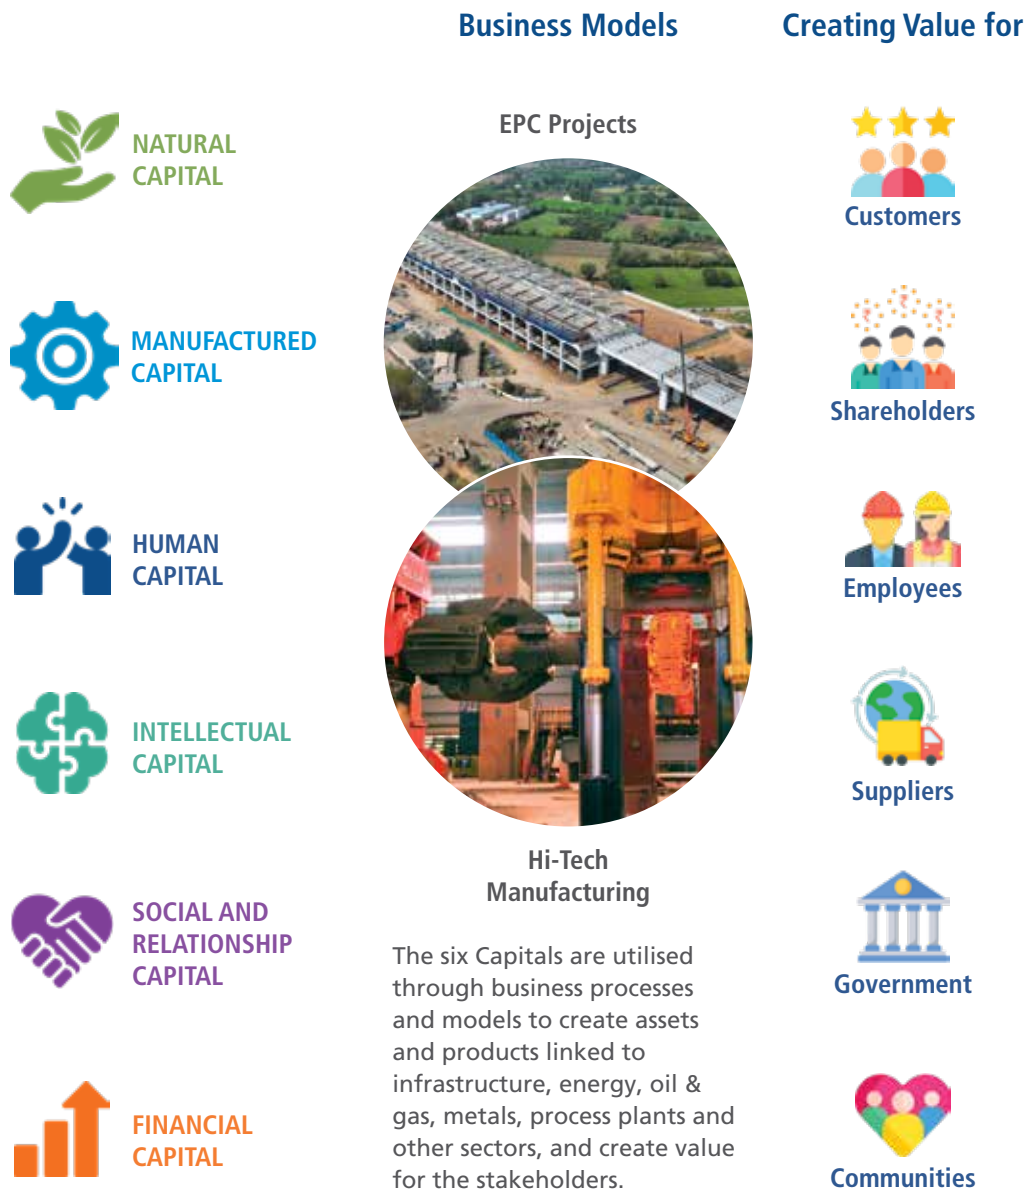 Business Models
Creating Value for
NATURAL
CAPITAL
MANUFACTURED
CAPITAL
HUMAN
CAPITAL
INTELLECTUAL
CAPITAL
SOCIAL AND
RELATIONSHIP
CAPITAL
FINANCIAL
CAPITAL
EPC Projects
Hi-Tech
Manufacturing
The six Capitals are utilised
through business processes
and models to create assets
and products linked to
infrastructure, energy, oil &
gas, metals, process plants and
other sectors, and create value
for the stakeholders.
Customers
₹ ₹ ₹
Shareholders
Employees
Suppliers
Government
Communities